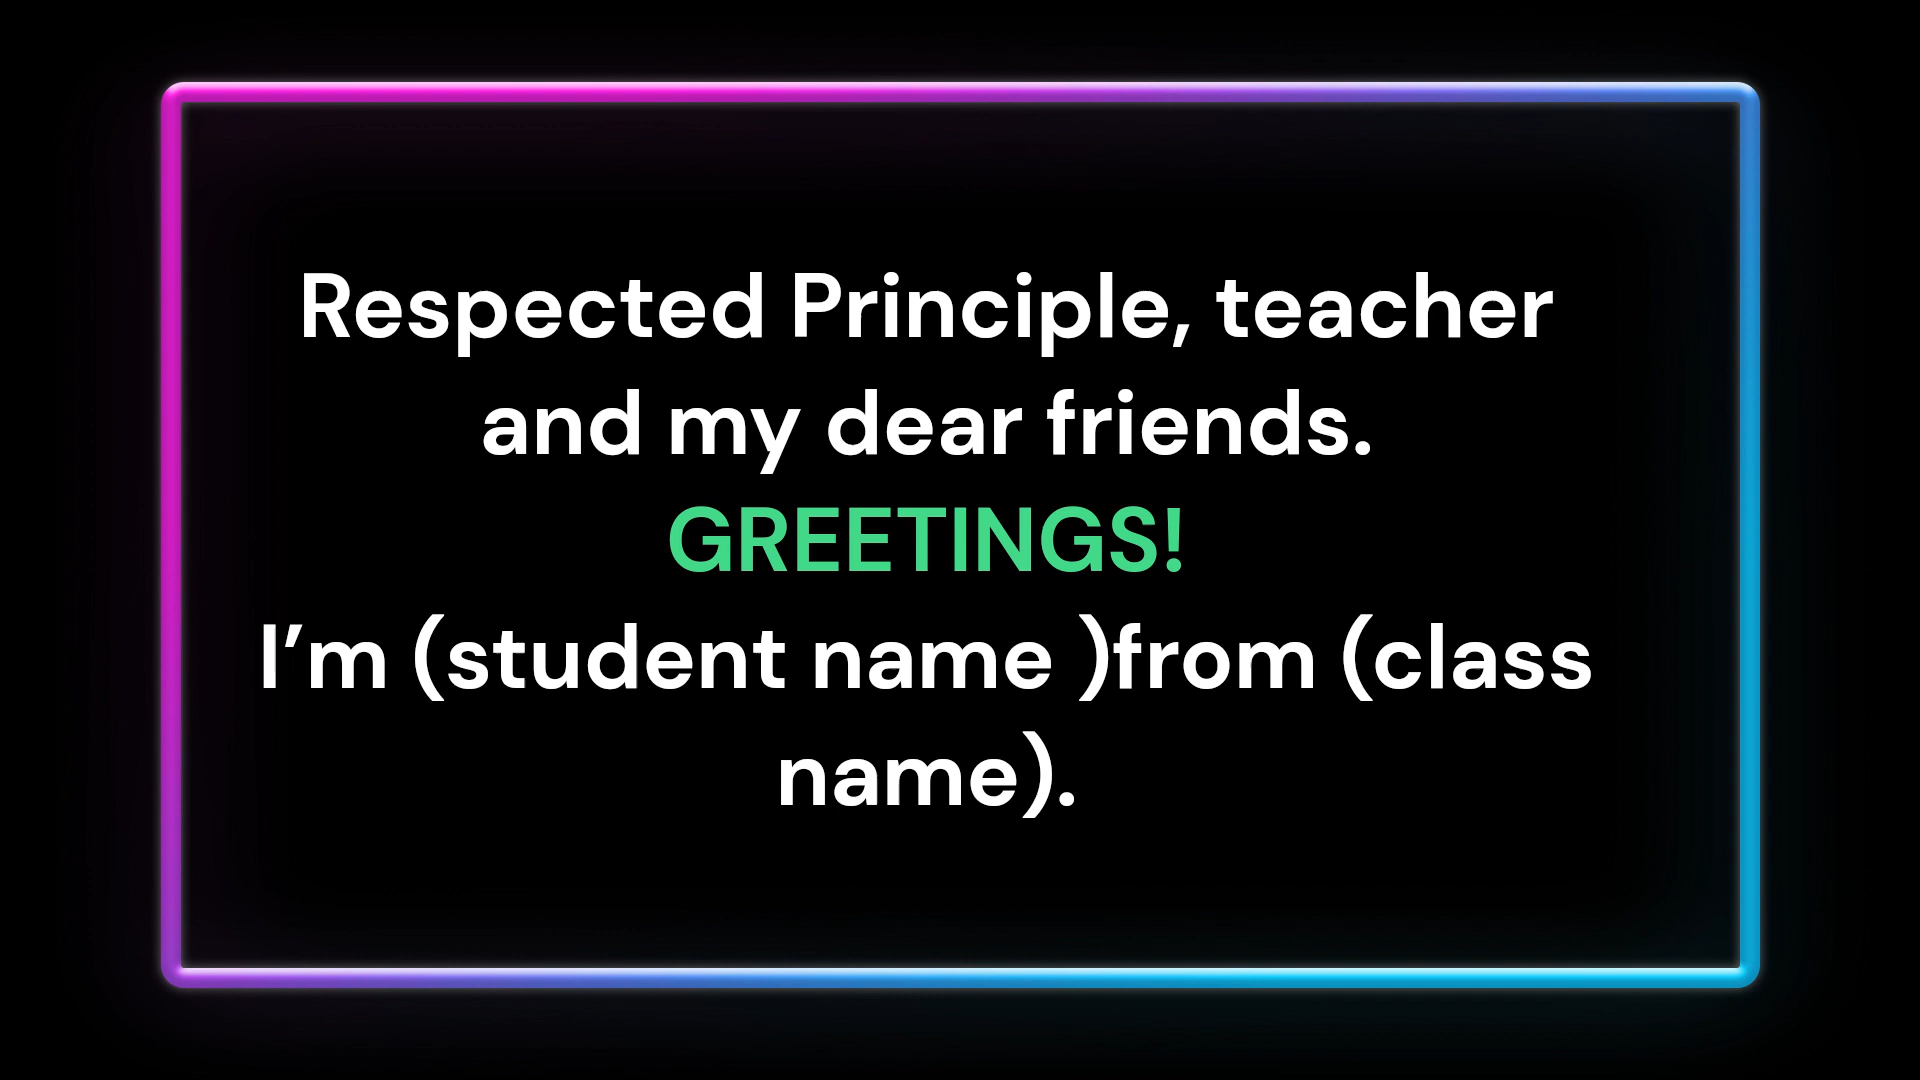 Respected Principle, teacher
and my dear friends.
GREETINGS!
I’m (student name )from (class
name).